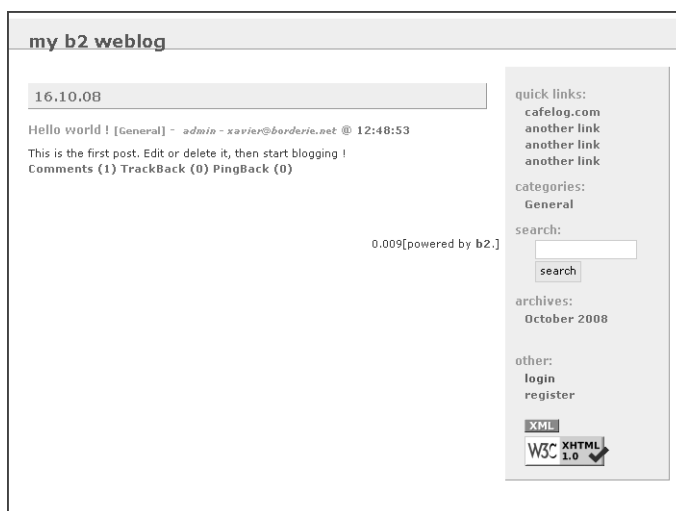 my b2 weblog
16.10.08
Hello world ! [General] - admin - xavier@borderie.net @ 12:48:53
This is the first post. Edit or delete it, then start blogging !
Comments (1) TrackBack (0) PingBack (0)
0.009[powered by b2.]
quick links:
cafelog.com
another link
another link
another link
categories:
General
search:
search
archives:
October 2008
other:
login
register
XML
W3C XHTML
1.0